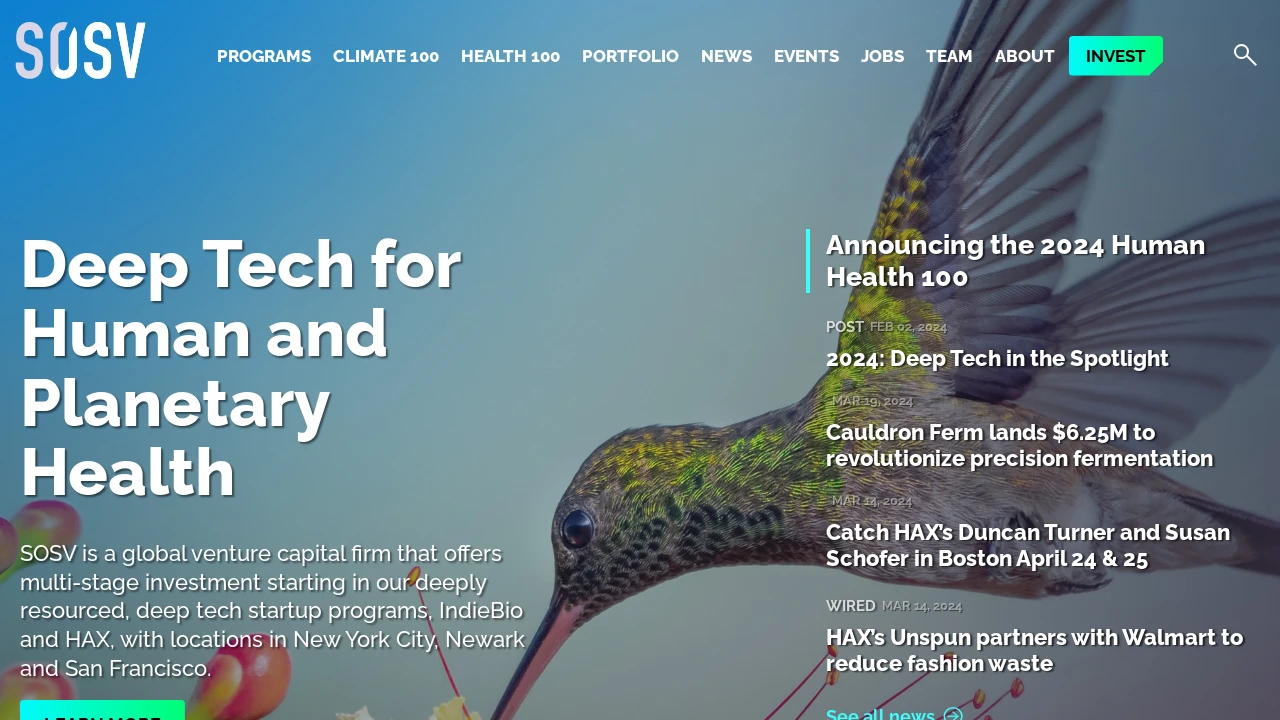 SOSV
PROGRAMS CLIMATE 100 HEALTH 100 PORTFOLIO NEWS EVENTS JOBS TEAM ABOUT INVEST
Deep Tech for
Human and
Planetary
Health
SOSV is a global venture capital firm that offers
multi-stage investment starting in our deeply
resourced, deep tech startup programs, IndieBio
and HAX, with locations in New York City, Newark
and San Francisco.
LEARN MORE
Announcing the 2024 Human
Health 100
POST FEB 02, 2024
2024: Deep Tech in the Spotlight
MAR 19, 2024
Cauldron Ferm lands $6.25M to
revolutionize precision fermentation
MAR 14, 2024
Catch HAX’s Duncan Turner and Susan
Schofer in Boston April 24 & 25
WIRED MAR 14, 2024
HAX’s Unspun partners with Walmart to
reduce fashion waste
See all news